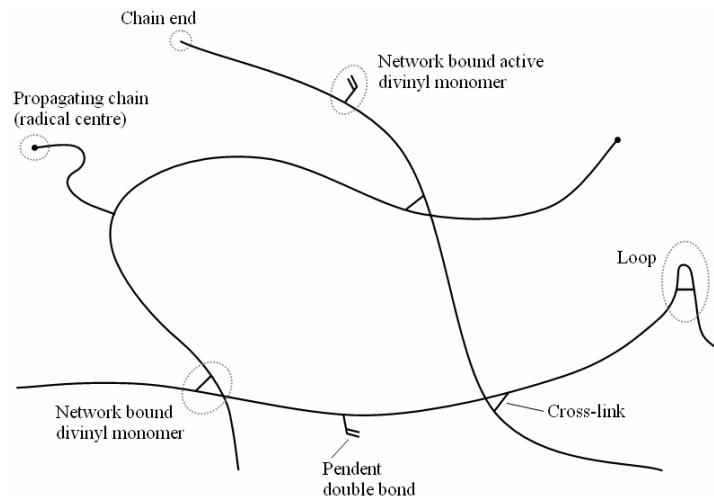 Chain end
Network bound active
divinyl monomer
Propagating chain
(radical centre)
Loop
Network bound
divinyl monomer
Cross-link
Pendent
double bond